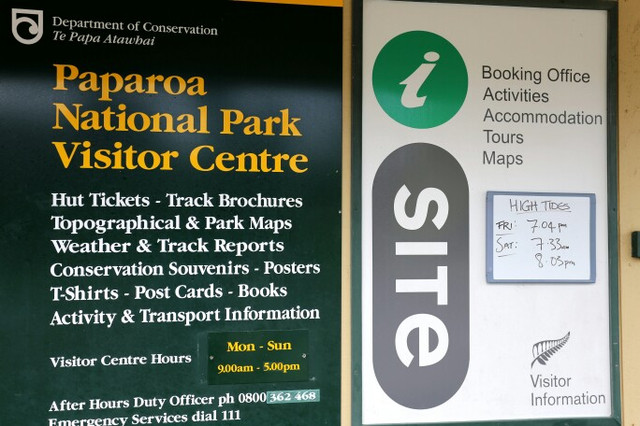 Department of Conservation
Te Papa Atawhai
Paparoa
National Park
Visitor Centre
Hut Tickets - Track Brochures
Topographical & Park Maps
Weather & Track Reports
Conservation Souvenirs - Posters
T-Shirts - Post Cards - Books
Activity & Transport Information
Visitor Centre Hours
Mon - Sun
9.00am - 5.00pm
After Hours Duty Officer ph 0800 362 468
Emergency Services dial 111
i
SITE
Booking Office
Activities
Accommodation
Tours
Maps
HIGH TIDES
FRI: 7.04 pm
SAT: 7.33am
8.03pm
Visitor
Information